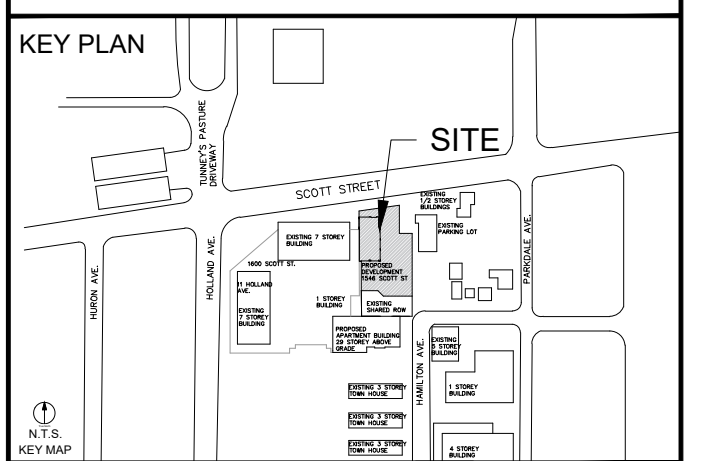 KEY PLAN
SITE
TUNNEY'S PASTURE
DRIVEWAY
SCOTT STREET
EXISTING
1/2 STOREY
BUILDINGS
EXISTING
PARKING LOT
PARKDALE AVE.
HURON AVE.
HOLLAND AVE.
EXISTING 7 STOREY
BUILDING
1600 SCOTT ST.
PROPOSED
DEVELOPMENT
1546 SCOTT ST
11 HOLLAND
AVE.
EXISTING
7 STOREY
BUILDING
1 STOREY
BUILDING
EXISTING
SHARED ROW
PROPOSED
APARTMENT BUILDING
29 STOREY ABOVE
GRADE
HAMILTON AVE.
EXISTING
5 STOREY
BUILDING
EXISTING 3 STOREY
TOWN HOUSE
1 STOREY
BUILDING
EXISTING 3 STOREY
TOWN HOUSE
EXISTING 3 STOREY
TOWN HOUSE
4 STOREY
BUILDING
N.T.S.
KEY MAP